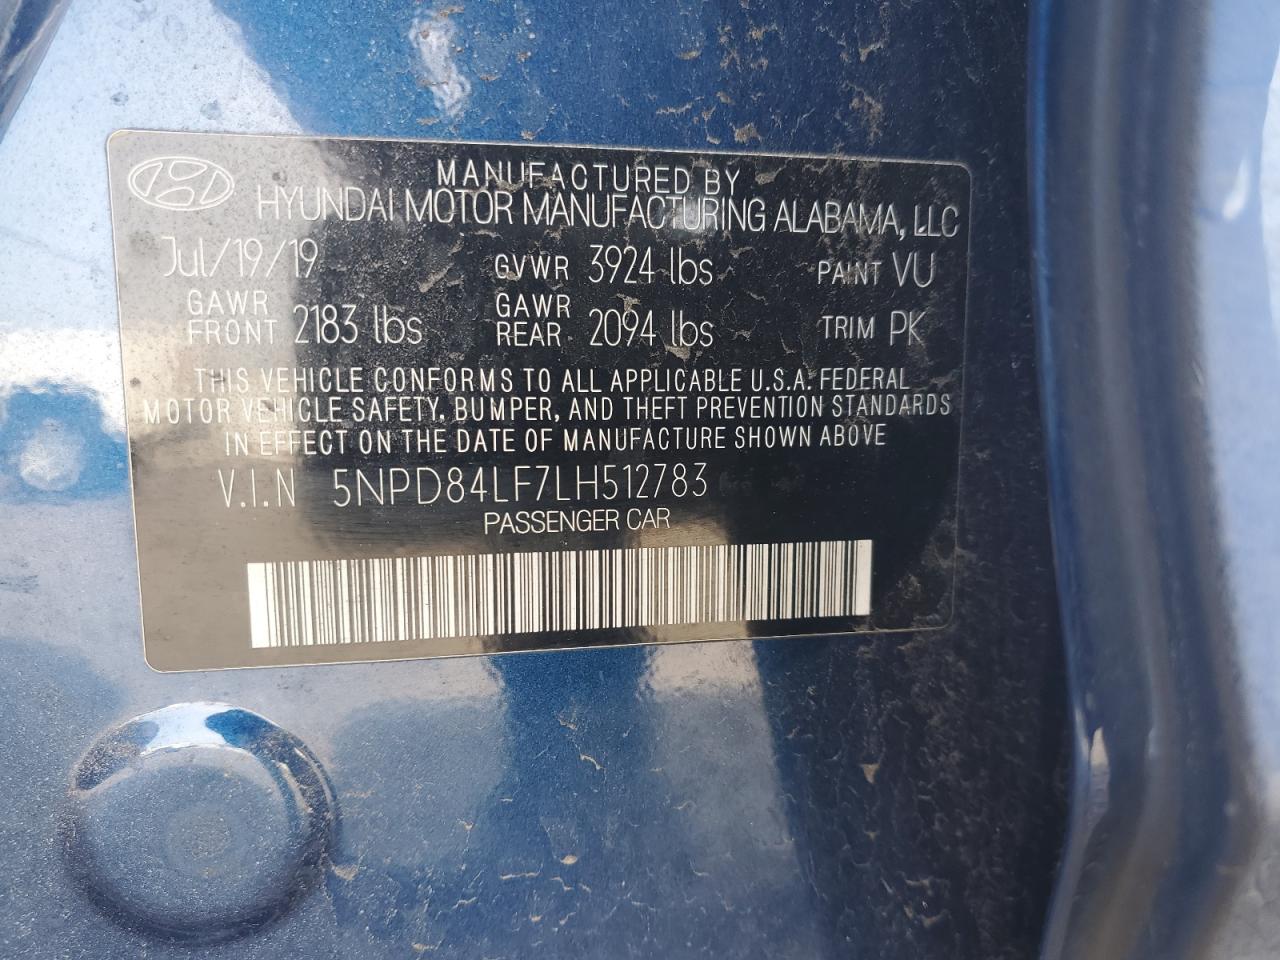 MANUFACTURED BY
HYUNDAI MOTOR MANUFACTURING ALABAMA, LLC
Jul/19/19 GVWR 3924 lbs PAINT VU
GAWR FRONT 2183 lbs GAWR REAR 2094 lbs TRIM PK
THIS VEHICLE CONFORMS TO ALL APPLICABLE U.S.A. FEDERAL
MOTOR VEHICLE SAFETY, BUMPER, AND THEFT PREVENTION STANDARDS
IN EFFECT ON THE DATE OF MANUFACTURE SHOWN ABOVE
V.I.N 5NPD84LF7LH512783
PASSENGER CAR